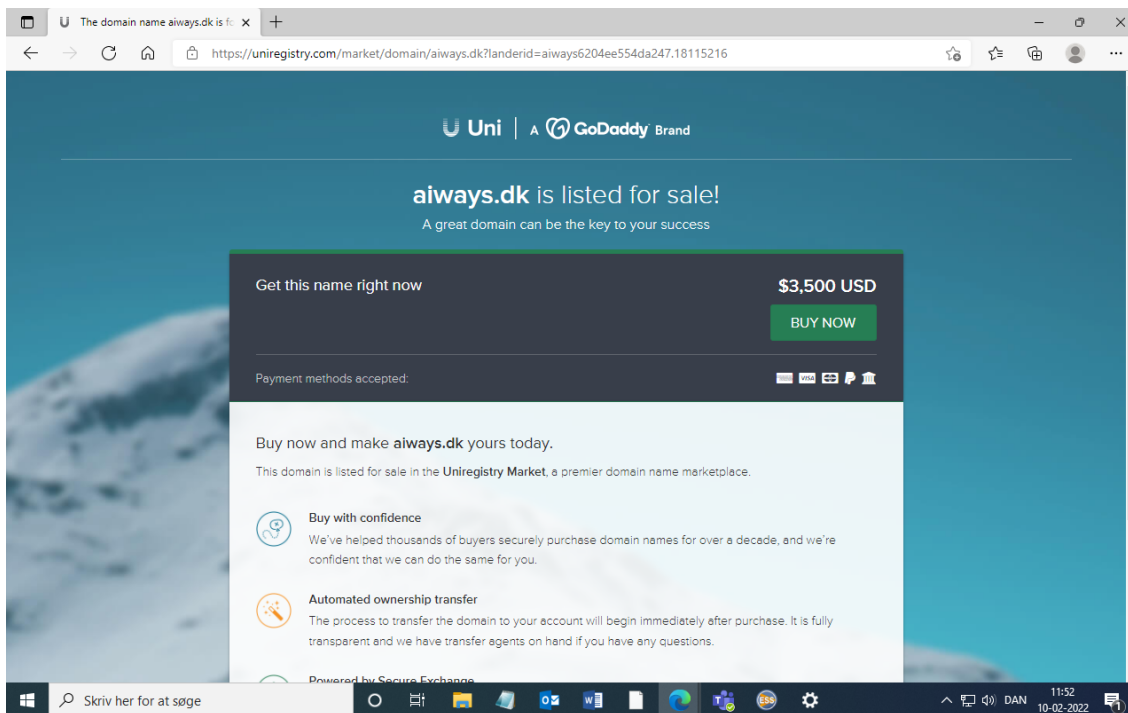 The domain name aiways.dk is fo
https://uniregistry.com/market/domain/aiways.dk?landerid=aiways6204ee554da247.18115216
Uni | A GoDaddy Brand
aiways.dk is listed for sale!
A great domain can be the key to your success
Get this name right now
$3,500 USD
BUY NOW
Payment methods accepted:
VISA
Buy now and make aiways.dk yours today.
This domain is listed for sale in the Uniregistry Market, a premier domain name marketplace.
Buy with confidence
We've helped thousands of buyers securely purchase domain names for over a decade, and we're
confident that we can do the same for you.
Automated ownership transfer
The process to transfer the domain to your account will begin immediately after purchase. It is fully
transparent and we have transfer agents on hand if you have any questions.
Powered by Secure Exchange
Skriv her for at søge
ESS
DAN
11:52
10-02-2022
1